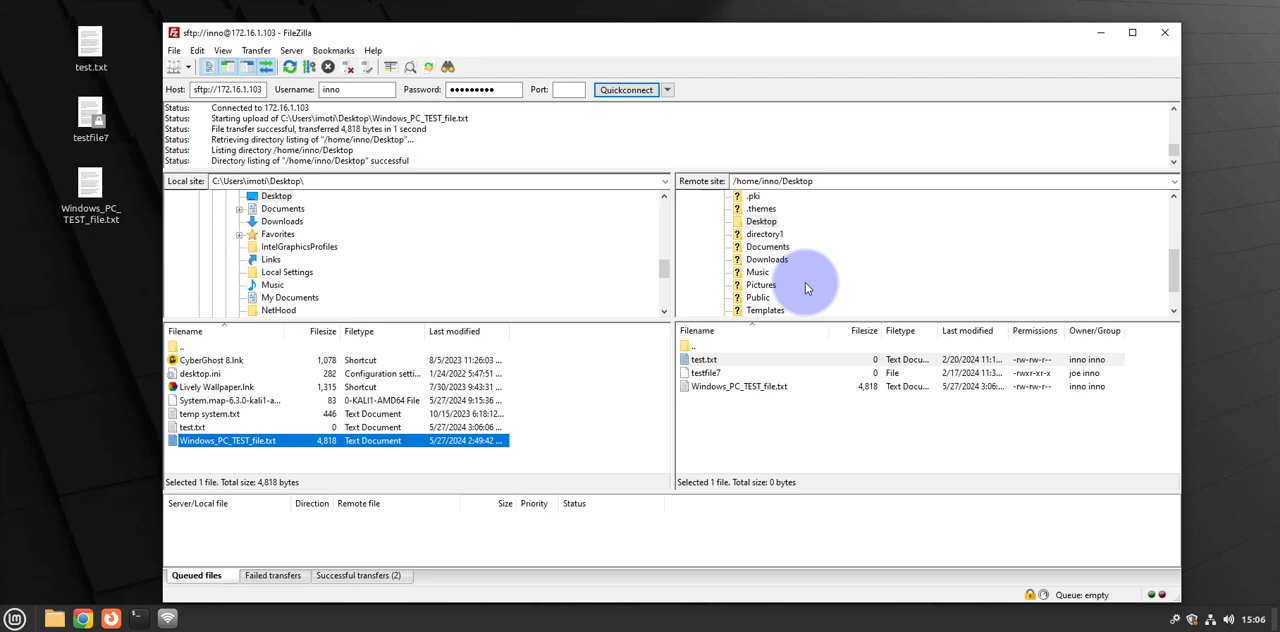 test.txt
testfile7
Windows_PC_
TEST_file.txt
sftp://inno@172.16.1.103 - FileZilla
File Edit View Transfer Server Bookmarks Help
Host: sftp://172.16.1.103 Username: inno Password: ●●●●●●●●● Port: Quickconnect
Status: Connected to 172.16.1.103
Status: Starting upload of C:\Users\imoti\Desktop\Windows_PC_TEST_file.txt
Status: File transfer successful, transferred 4,818 bytes in 1 second
Status: Retrieving directory listing of "/home/inno/Desktop"...
Status: Listing directory /home/inno/Desktop
Status: Directory listing of "/home/inno/Desktop" successful
Local site: C:\Users\imoti\Desktop\
Desktop
Documents
Downloads
Favorites
IntelGraphicsProfiles
Links
Local Settings
Music
My Documents
NetHood
Filename Filesize Filetype Last modified
..
CyberGhost 8.lnk 1,078 Shortcut 8/5/2023 11:26:03 ...
desktop.ini 282 Configuration setti... 1/24/2022 5:47:51 ...
Lively Wallpaper.lnk 1,315 Shortcut 7/30/2023 9:43:31 ...
System.map-6.3.0-kali1-a... 83 0-KALI1-AMD64 File 5/27/2024 9:15:36 ...
temp system.txt 446 Text Document 10/15/2023 6:18:12...
test.txt 0 Text Document 5/27/2024 3:06:06 ...
Windows_PC_TEST_file.txt 4,818 Text Document 5/27/2024 2:49:42 ...
Selected 1 file. Total size: 4,818 bytes
Remote site: /home/inno/Desktop
.pki
.themes
Desktop
directory1
Documents
Downloads
Music
Pictures
Public
Templates
Filename Filesize Filetype Last modified Permissions Owner/Group
..
test.txt 0 Text Docu... 2/20/2024 11:1... -rw-rw-r-- inno inno
testfile7 0 File 2/17/2024 11:3... -rwxr-xr-x joe inno
Windows_PC_TEST_file.txt 4,818 Text Docu... 5/27/2024 3:06:... -rw-rw-r-- inno inno
Selected 1 file. Total size: 0 bytes
Server/Local file Direction Remote file Size Priority Status
Queued files Failed transfers Successful transfers (2)
Queue: empty
15:06